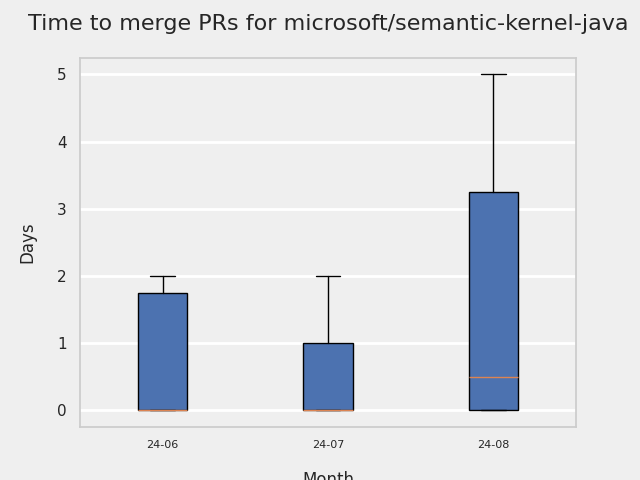 Time to merge PRs for microsoft/semantic-kernel-java
5
4
3
2
1
0
Days
24-06 24-07 24-08
Month